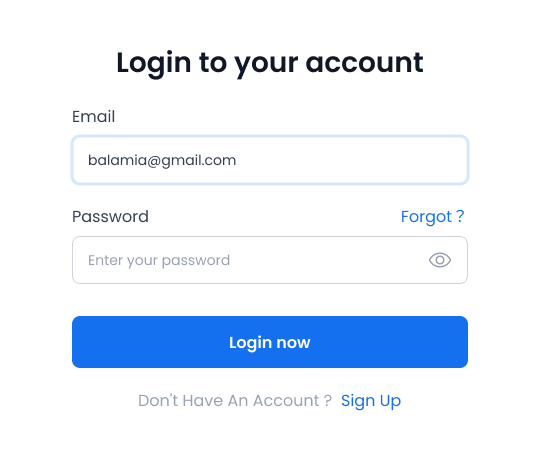 Login to your account
Email
balamia@gmail.com
Password Forgot ?
Enter your password
Login now
Don't Have An Account ? Sign Up